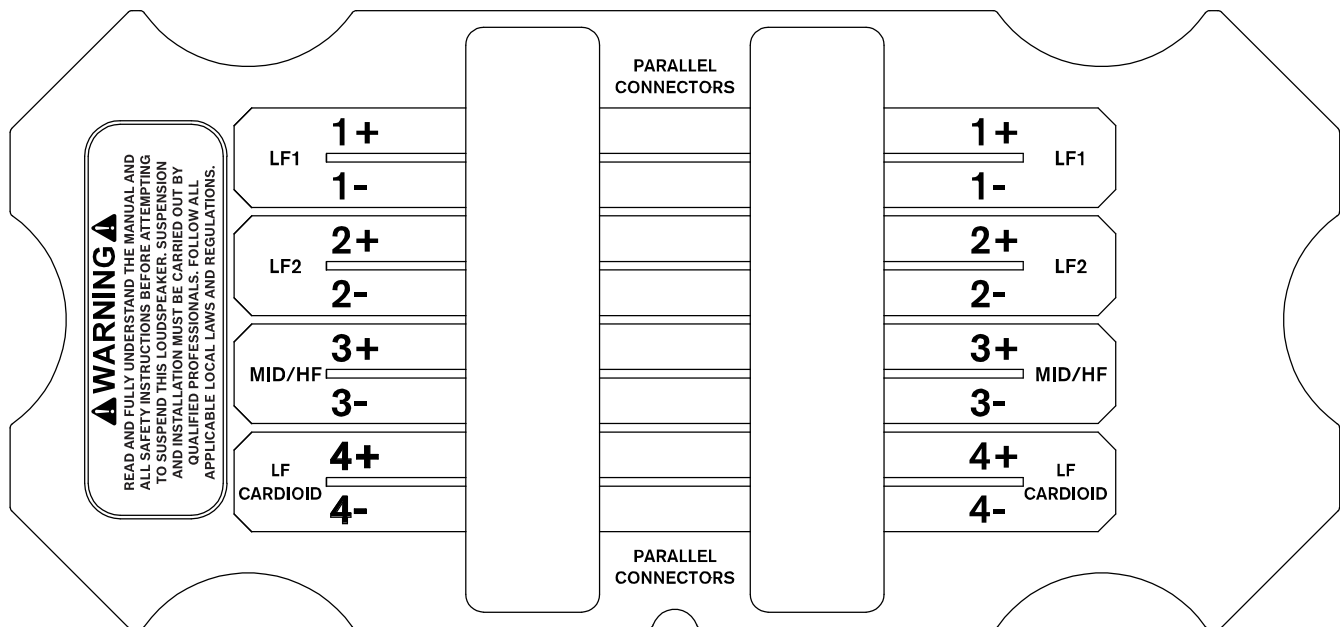 PARALLEL
CONNECTORS
⚠WARNING⚠
READ AND FULLY UNDERSTAND THE MANUAL AND
ALL SAFETY INSTRUCTIONS BEFORE ATTEMPTING
TO SUSPEND THIS LOUDSPEAKER. SUSPENSION
AND INSTALLATION MUST BE CARRIED OUT BY
QUALIFIED PROFESSIONALS. FOLLOW ALL
APPLICABLE LOCAL LAWS AND REGULATIONS.
LF1
1+
1-
1+
1-
LF1
LF2
2+
2-
2+
2-
LF2
MID/HF
3+
3-
3+
3-
MID/HF
LF
CARDIOID
4+
4-
4+
4-
LF
CARDIOID
PARALLEL
CONNECTORS